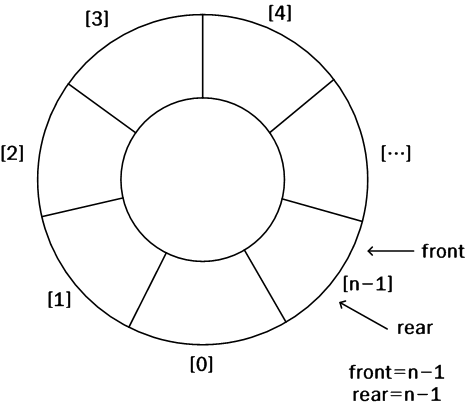 [3]
[4]
[2]
[...]
front
[n-1]
[1]
rear
[0]
front=n-1
rear=n-1